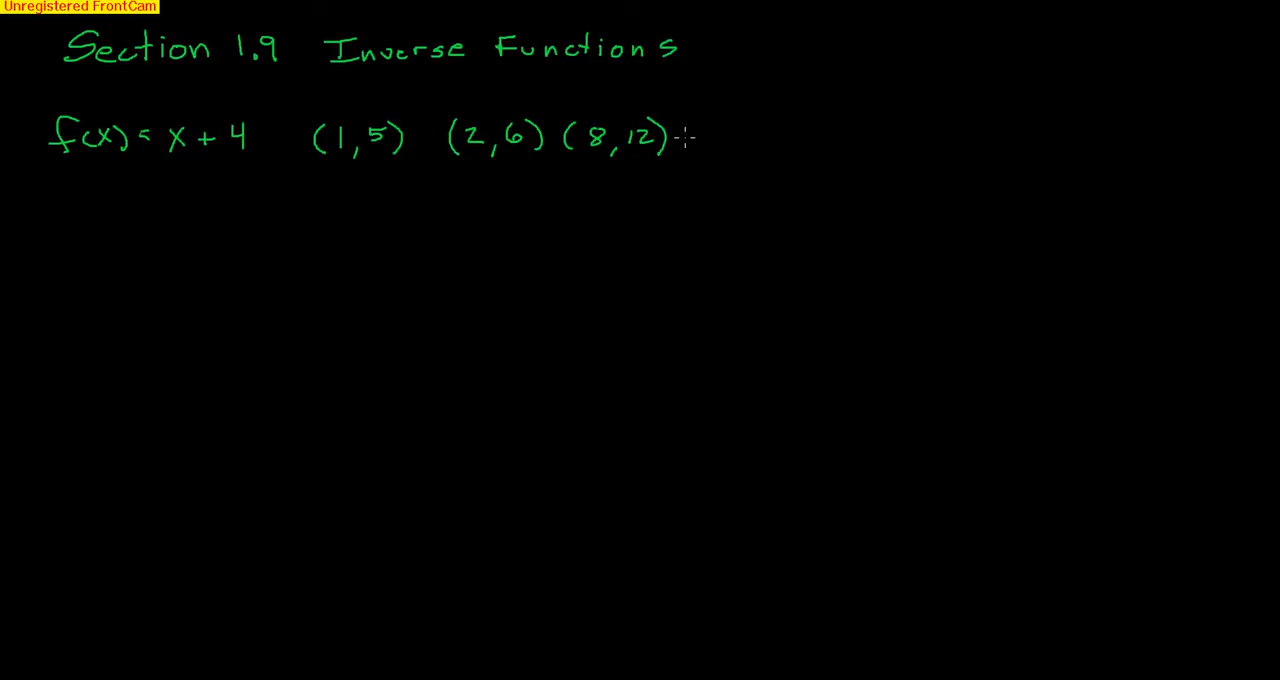 Unregistered FrontCam
Section 1.9 Inverse Functions
f(x) = x + 4 (1,5) (2,6) (8,12)